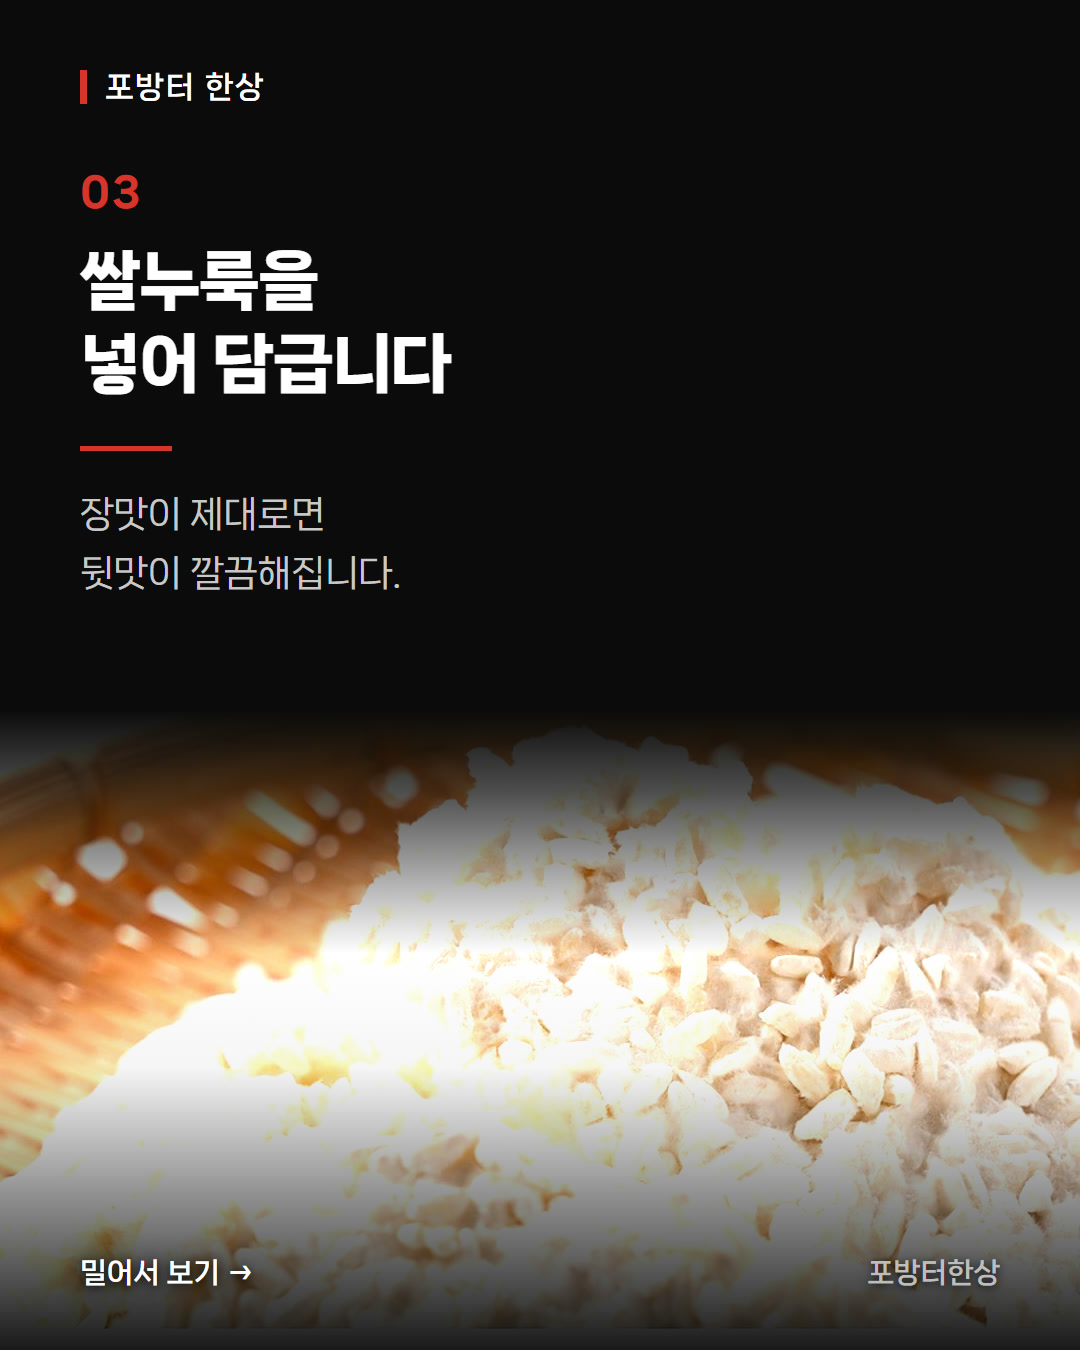 포방터 한상
03
쌀누룩을
넣어 담급니다
장맛이 제대로면
뒷맛이 깔끔해집니다.
밀어서 보기 →
포방터한상